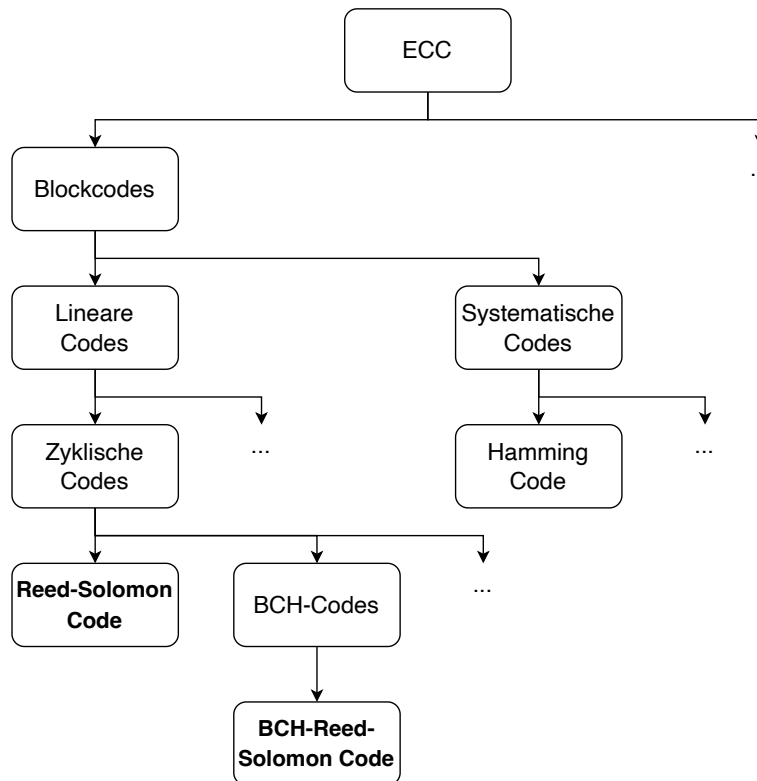 ECC
Blockcodes
...
Lineare
Codes
Systematische
Codes
Zyklische
Codes
...
Hamming
Code
...
Reed-Solomon
Code
BCH-Codes
...
BCH-Reed-
Solomon Code